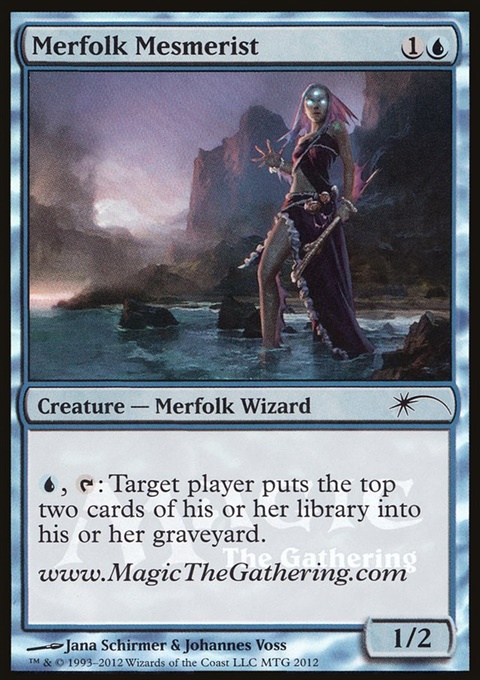 Merfolk Mesmerist 1
Creature — Merfolk Wizard
, : Target player puts the top
two cards of his or her library into
his or her graveyard.
Magic
The Gathering
www.MagicTheGathering.com
1/2
Jana Schirmer & Johannes Voss
™ & © 1993–2012 Wizards of the Coast LLC MTG 2012